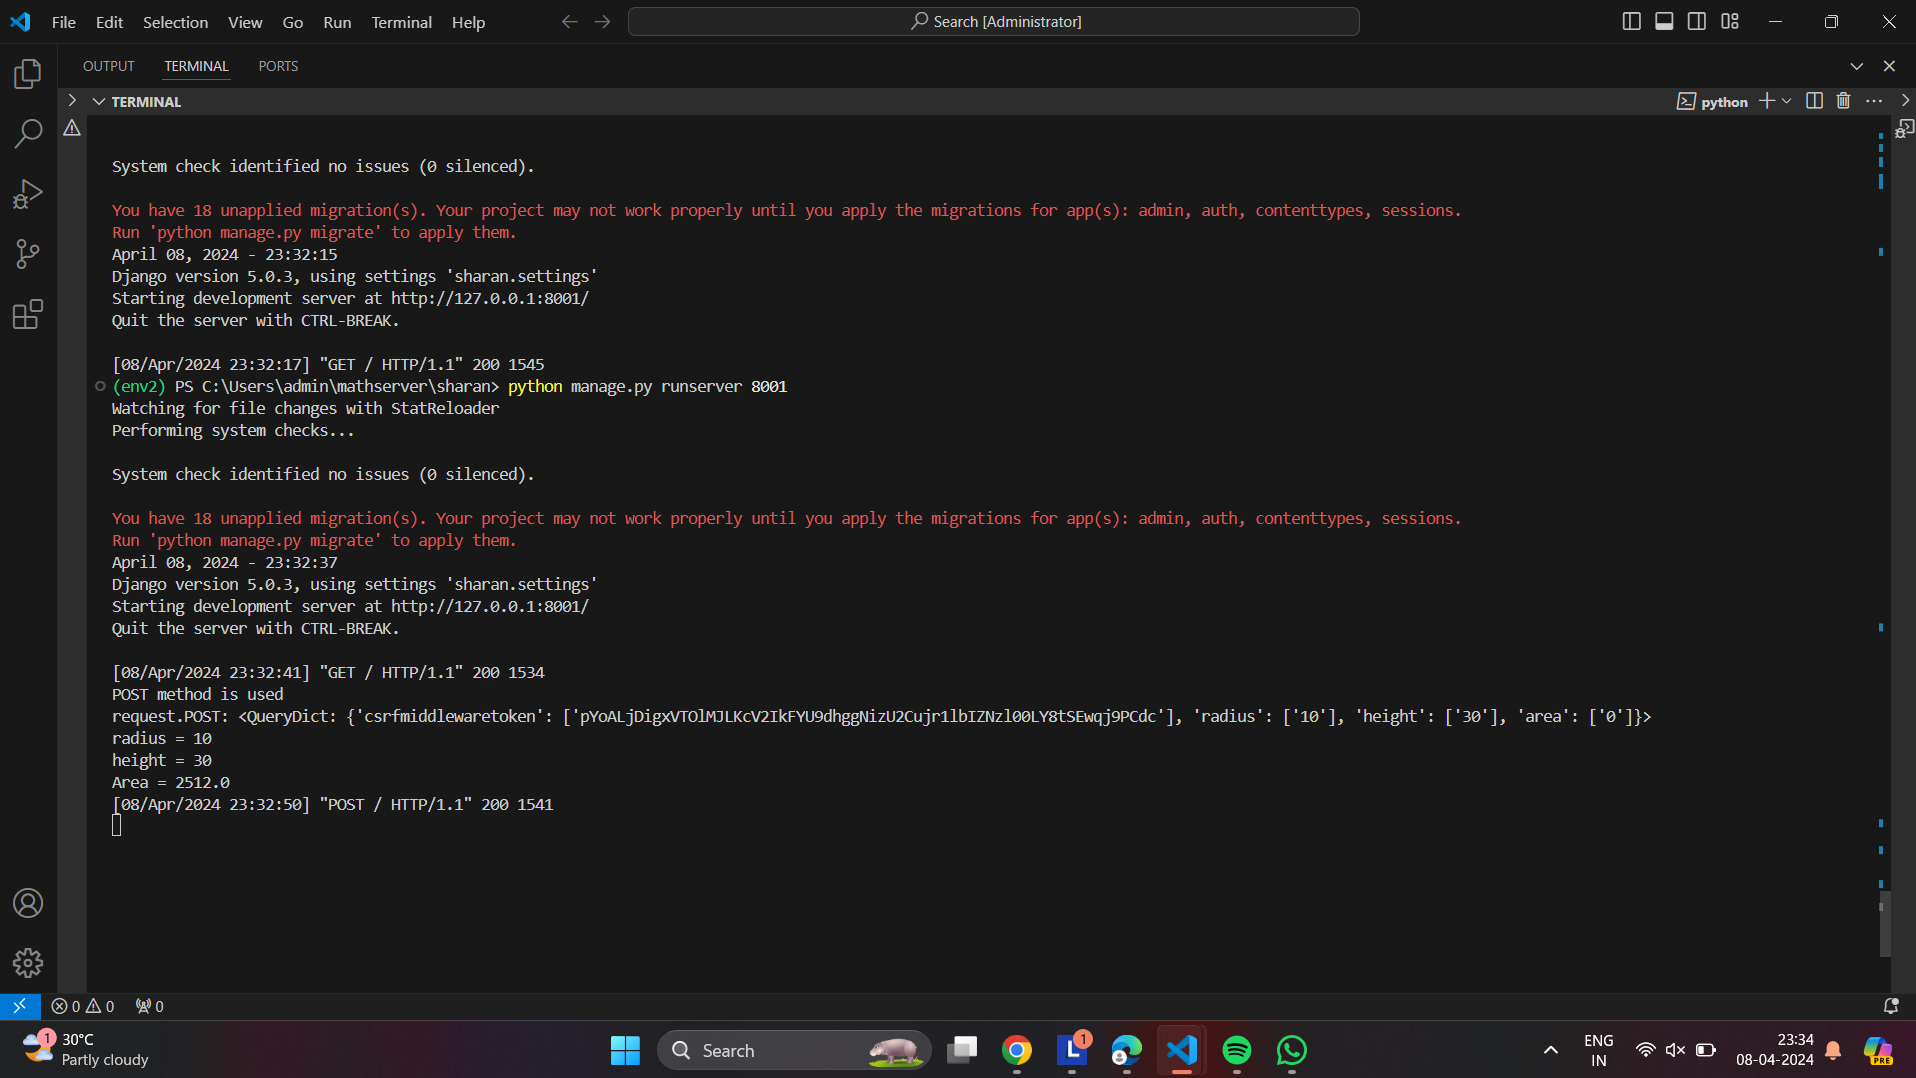 File Edit Selection View Go Run Terminal Help
Search [Administrator]
OUTPUT TERMINAL PORTS
TERMINAL
python
System check identified no issues (0 silenced).
You have 18 unapplied migration(s). Your project may not work properly until you apply the migrations for app(s): admin, auth, contenttypes, sessions.
Run 'python manage.py migrate' to apply them.
April 08, 2024 - 23:32:15
Django version 5.0.3, using settings 'sharan.settings'
Starting development server at http://127.0.0.1:8001/
Quit the server with CTRL-BREAK.
[08/Apr/2024 23:32:17] "GET / HTTP/1.1" 200 1545
(env2) PS C:\Users\admin\mathserver\sharan> python manage.py runserver 8001
Watching for file changes with StatReloader
Performing system checks...
System check identified no issues (0 silenced).
You have 18 unapplied migration(s). Your project may not work properly until you apply the migrations for app(s): admin, auth, contenttypes, sessions.
Run 'python manage.py migrate' to apply them.
April 08, 2024 - 23:32:37
Django version 5.0.3, using settings 'sharan.settings'
Starting development server at http://127.0.0.1:8001/
Quit the server with CTRL-BREAK.
[08/Apr/2024 23:32:41] "GET / HTTP/1.1" 200 1534
POST method is used
request.POST: <QueryDict: {'csrfmiddlewaretoken': ['pYoALjDigxVTOlMJLKcV2IkFYU9dhggNizU2Cujr1lbIZNzl00LY8tSEwqj9PCdc'], 'radius': ['10'], 'height': ['30'], 'area': ['0']}>
radius = 10
height = 30
Area = 2512.0
[08/Apr/2024 23:32:50] "POST / HTTP/1.1" 200 1541
0 0 0
1 30°C
Partly cloudy
Search
L 1
ENG
IN
23:34
08-04-2024
PRE